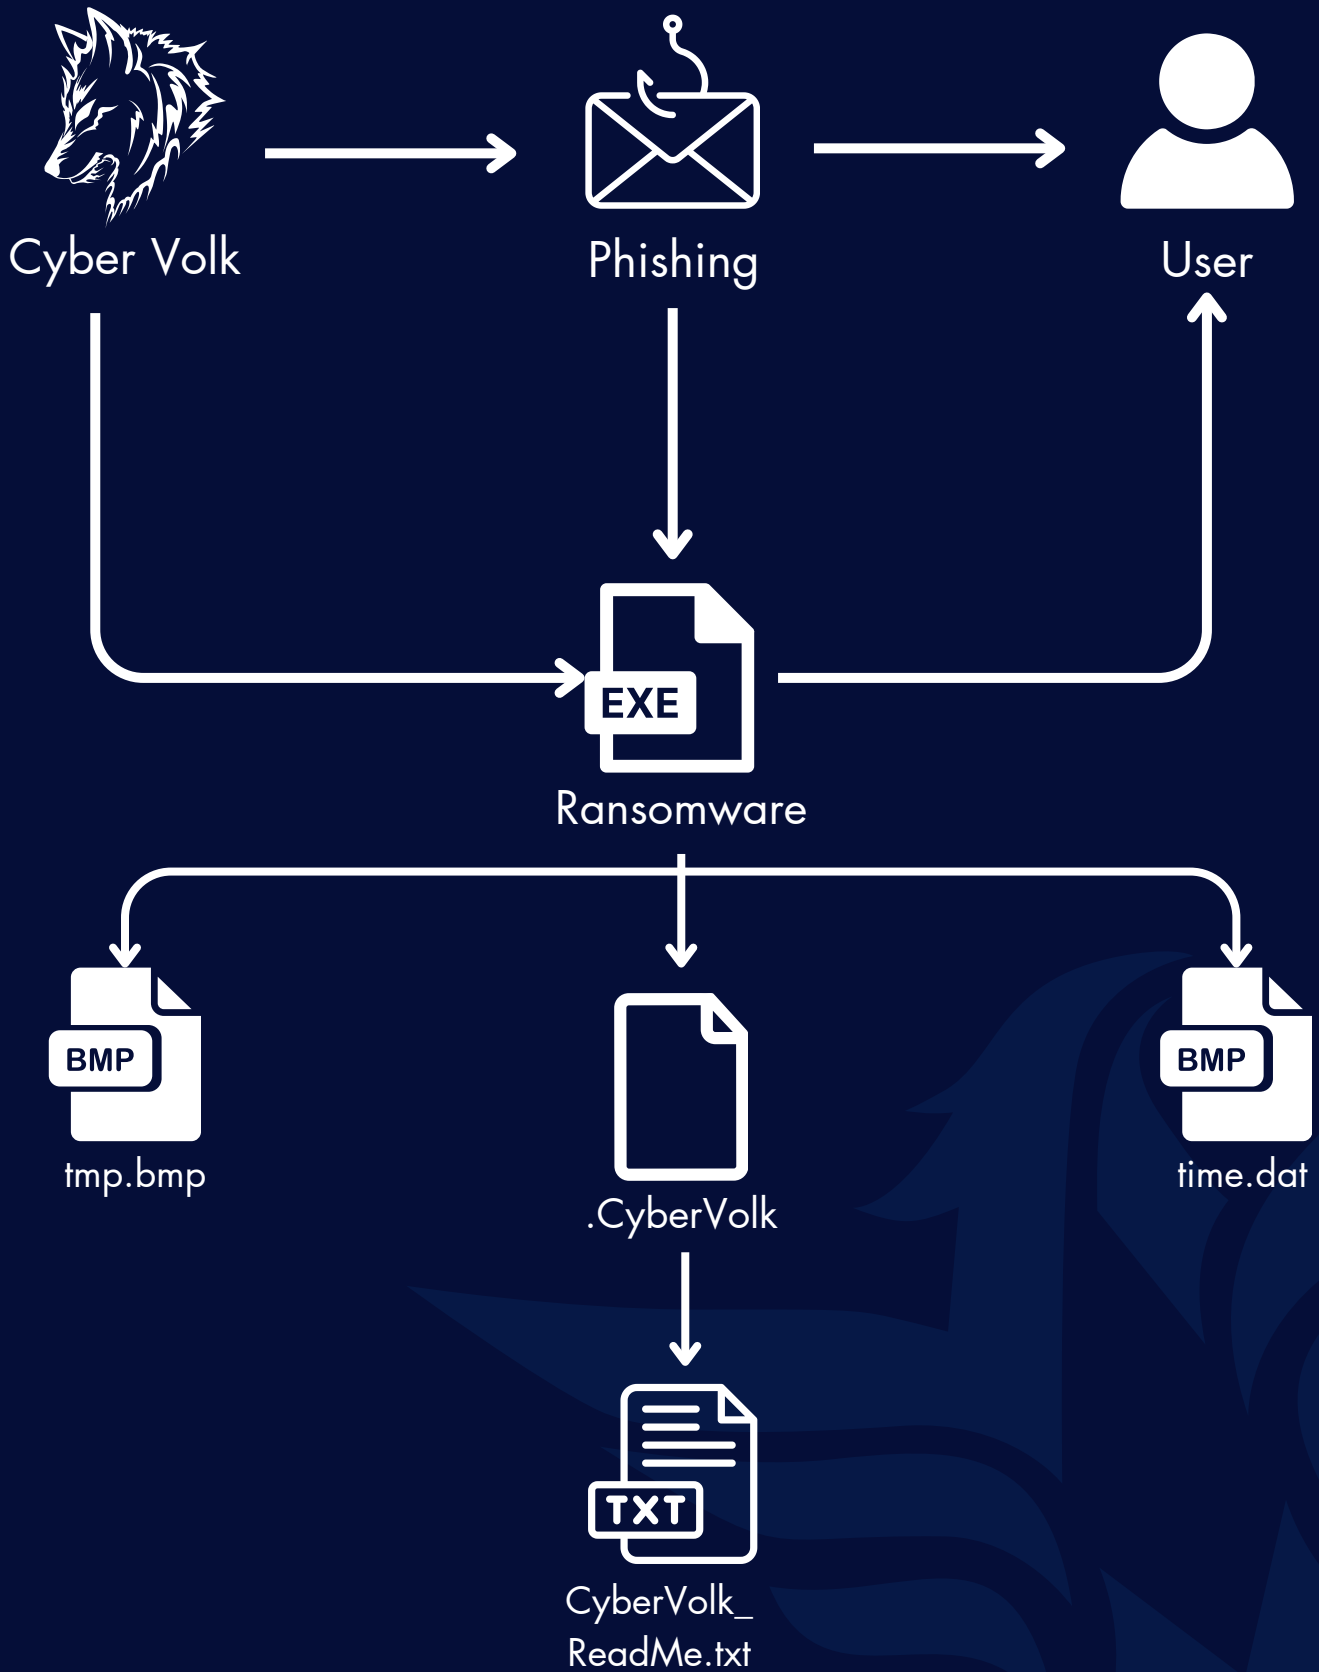 Cyber Volk
Phishing
User
EXE
Ransomware
BMP
BMP
tmp.bmp
time.dat
.CyberVolk
TXT
CyberVolk_
ReadMe.txt